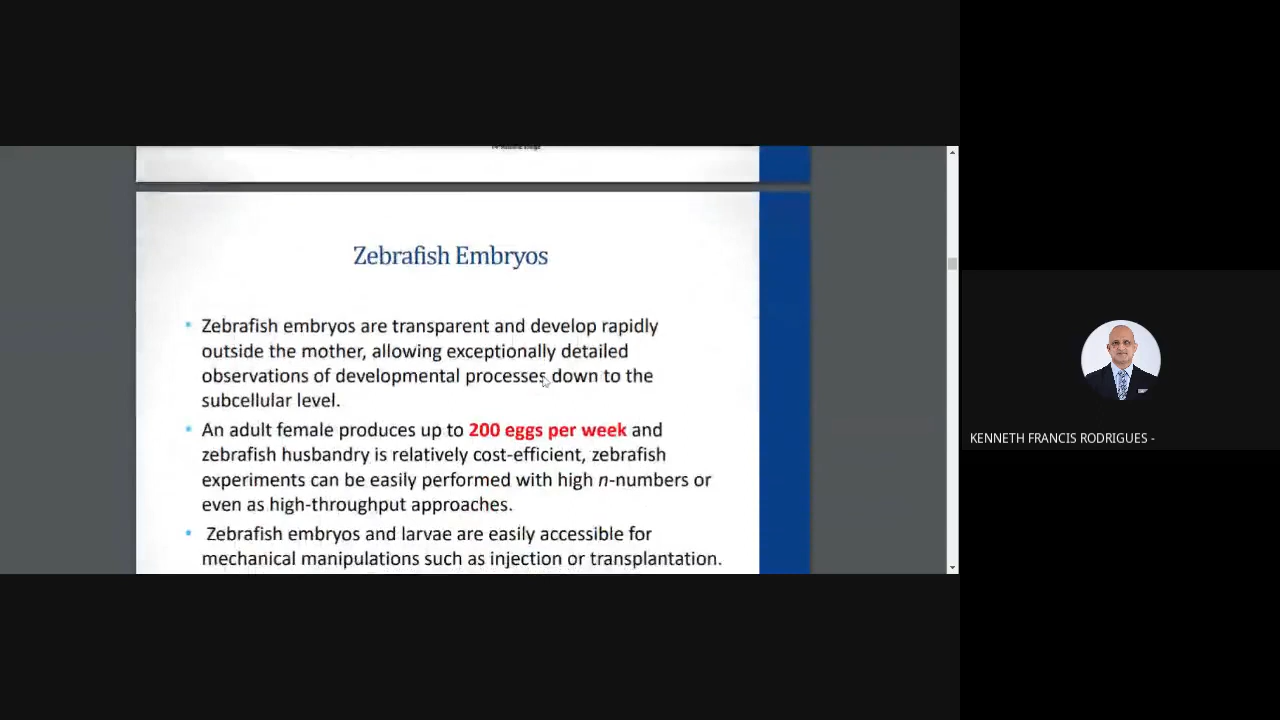 Zebrafish Embryos
• Zebrafish embryos are transparent and develop rapidly
outside the mother, allowing exceptionally detailed
observations of developmental processes down to the
subcellular level.
• An adult female produces up to 200 eggs per week and
zebrafish husbandry is relatively cost-efficient, zebrafish
experiments can be easily performed with high n-numbers or
even as high-throughput approaches.
• Zebrafish embryos and larvae are easily accessible for
mechanical manipulations such as injection or transplantation.
KENNETH FRANCIS RODRIGUES -